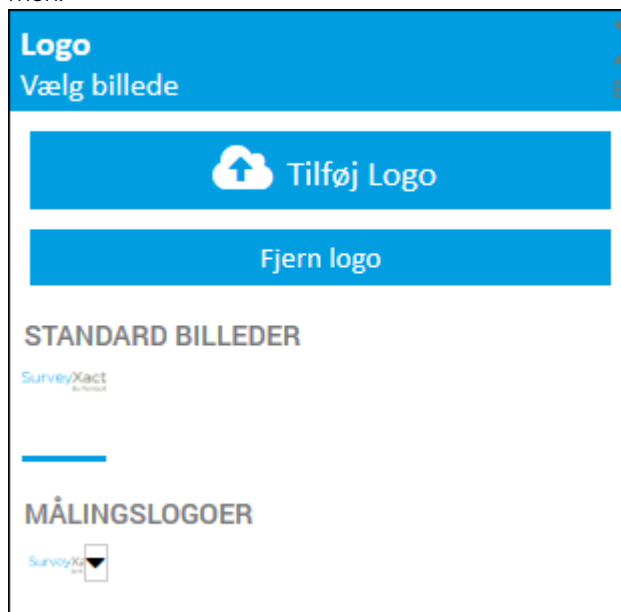 Logo
Vælg billede
Tilføj Logo
Fjern logo
STANDARD BILLEDER
SurveyXact
MÅLINGSLOGOER